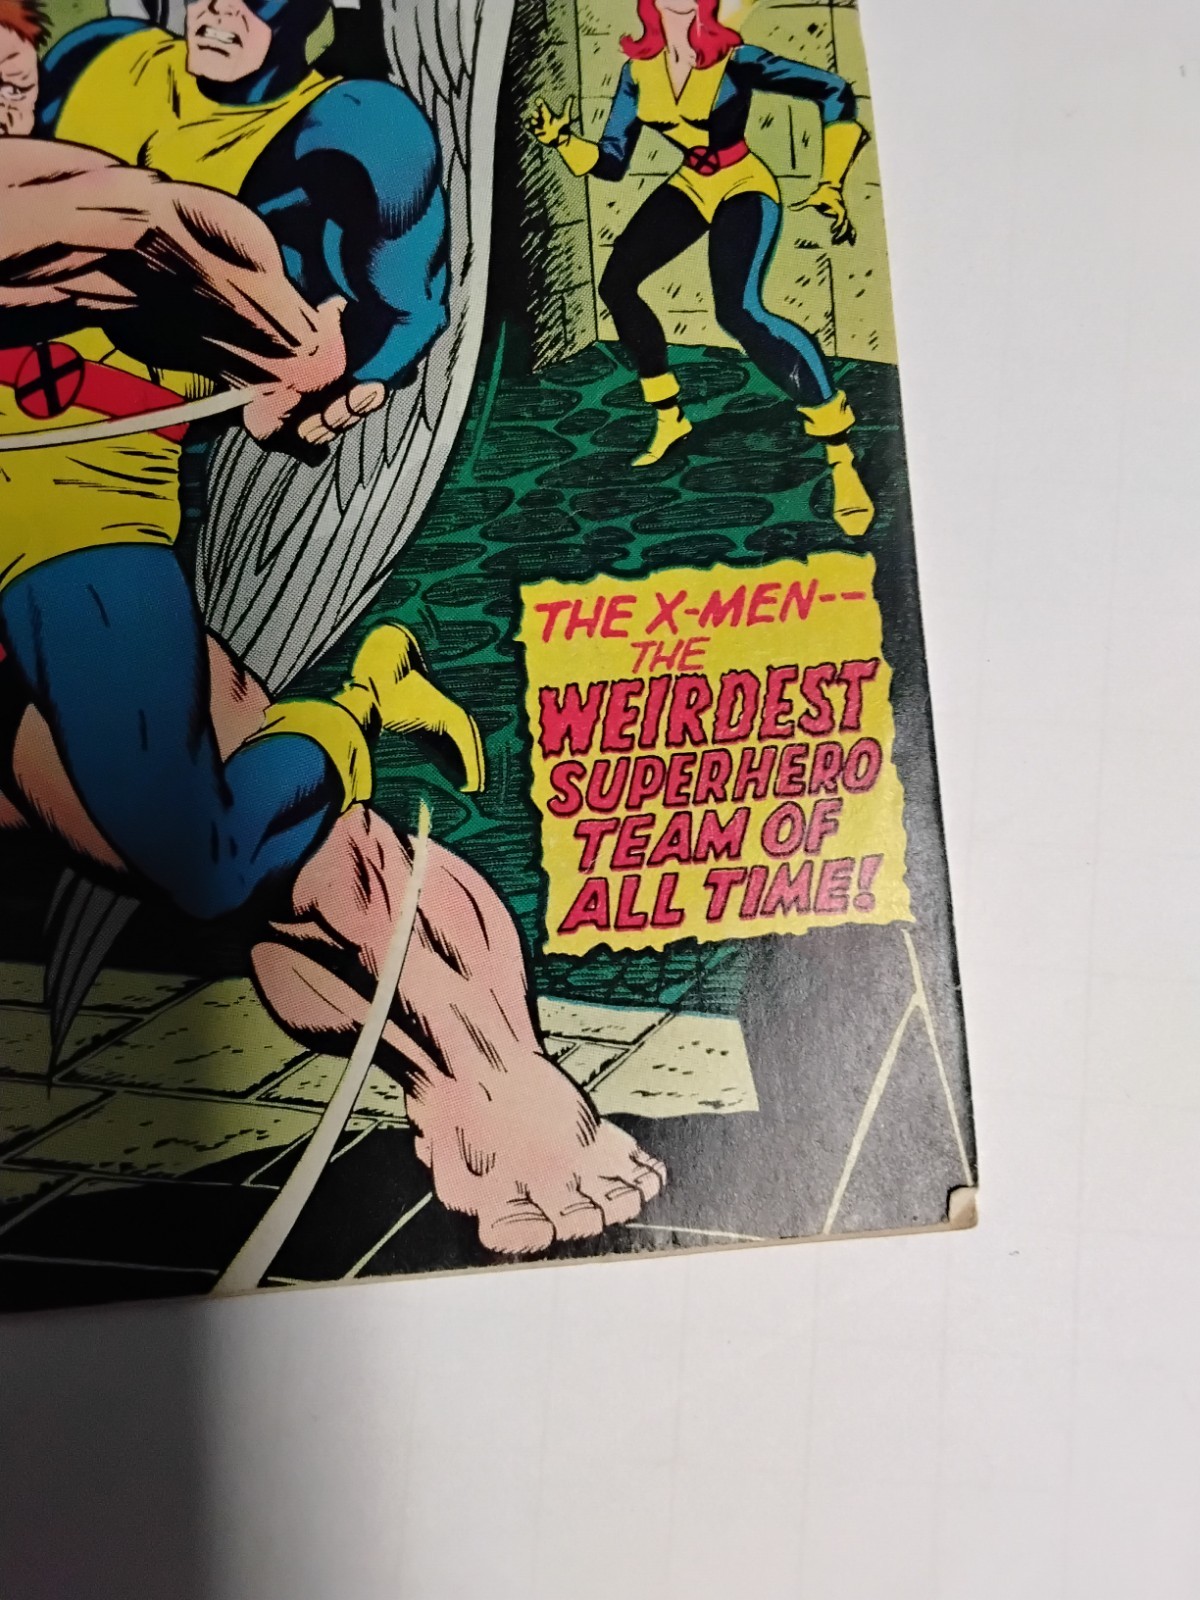 THE X-MEN--
THE
WEIRDEST
SUPERHERO
TEAM OF
ALL TIME!